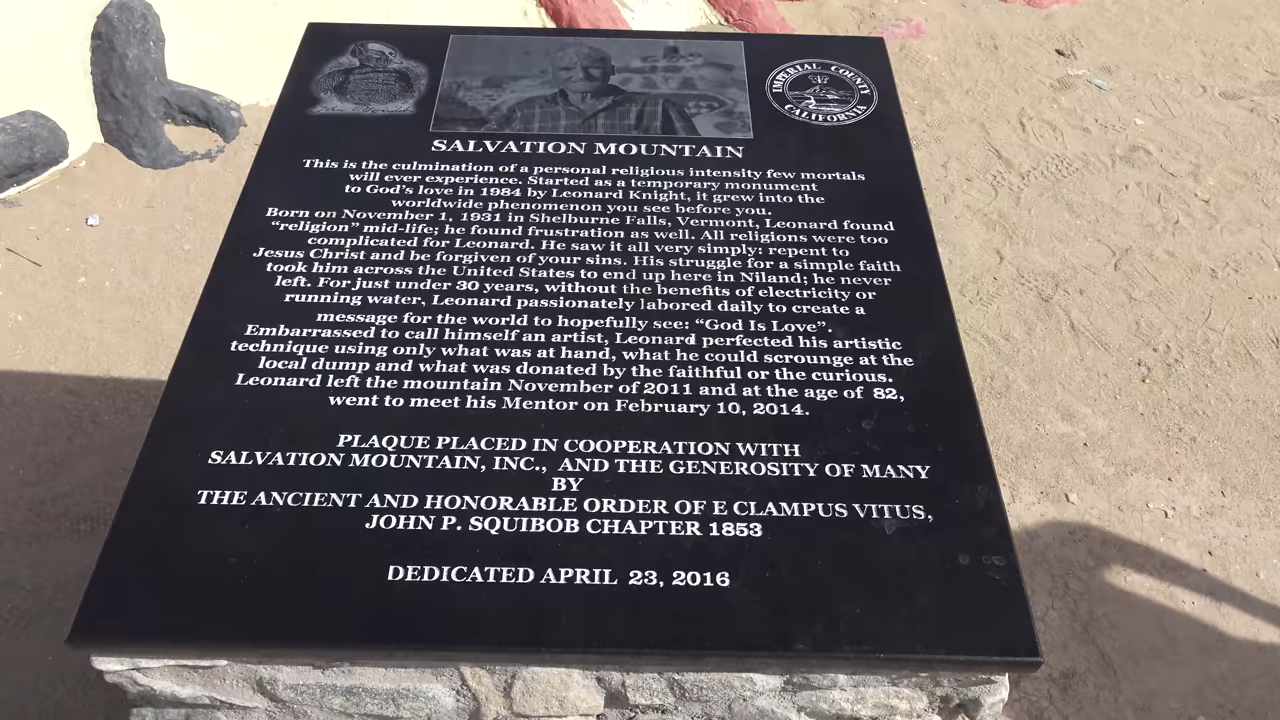 IMPERIAL COUNTY
CALIFORNIA
SALVATION MOUNTAIN
This is the culmination of a personal religious intensity few mortals
will ever experience. Started as a temporary monument
to God's love in 1984 by Leonard Knight, it grew into the
worldwide phenomenon you see before you.
Born on November 1, 1931 in Shelburne Falls, Vermont, Leonard found
“religion” mid-life; he found frustration as well. All religions were too
complicated for Leonard. He saw it all very simply: repent to
Jesus Christ and be forgiven of your sins. His struggle for a simple faith
took him across the United States to end up here in Niland; he never
left. For just under 30 years, without the benefits of electricity or
running water, Leonard passionately labored daily to create a
message for the world to hopefully see: “God Is Love”.
Embarrassed to call himself an artist, Leonard perfected his artistic
technique using only what was at hand, what he could scrounge at the
local dump and what was donated by the faithful or the curious.
Leonard left the mountain November of 2011 and at the age of 82,
went to meet his Mentor on February 10, 2014.
PLAQUE PLACED IN COOPERATION WITH
SALVATION MOUNTAIN, INC., AND THE GENEROSITY OF MANY
BY
THE ANCIENT AND HONORABLE ORDER OF E CLAMPUS VITUS,
JOHN P. SQUIBOB CHAPTER 1853
DEDICATED APRIL 23, 2016